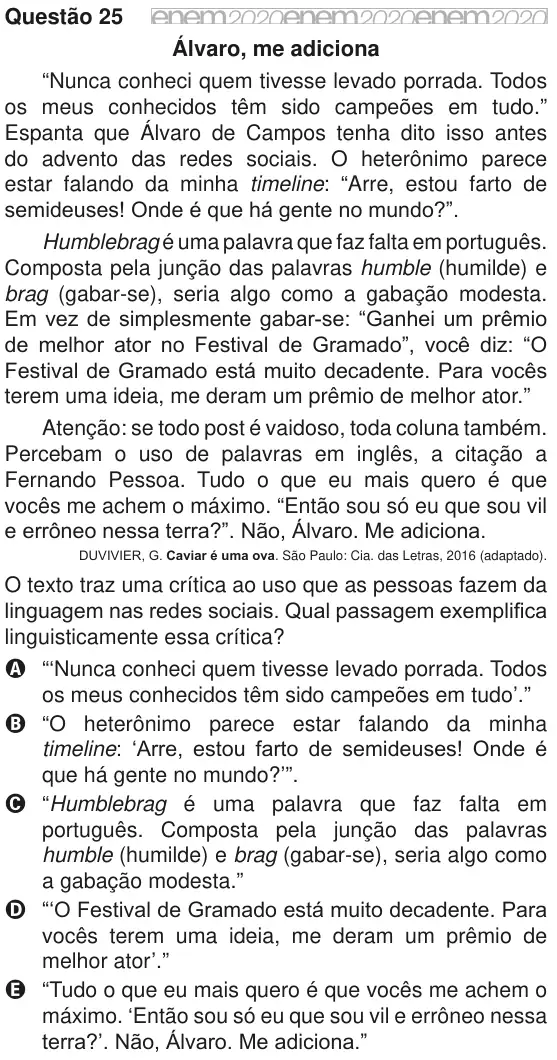 Questão 25 enem2020enem2020enem2020
Álvaro, me adiciona
“Nunca conheci quem tivesse levado porrada. Todos
os meus conhecidos têm sido campeões em tudo.”
Espanta que Álvaro de Campos tenha dito isso antes
do advento das redes sociais. O heterônimo parece
estar falando da minha timeline: “Arre, estou farto de
semideuses! Onde é que há gente no mundo?”.
Humblebrag é uma palavra que faz falta em português.
Composta pela junção das palavras humble (humilde) e
brag (gabar-se), seria algo como a gabação modesta.
Em vez de simplesmente gabar-se: “Ganhei um prêmio
de melhor ator no Festival de Gramado”, você diz: “O
Festival de Gramado está muito decadente. Para vocês
terem uma ideia, me deram um prêmio de melhor ator.”
Atenção: se todo post é vaidoso, toda coluna também.
Percebam o uso de palavras em inglês, a citação a
Fernando Pessoa. Tudo o que eu mais quero é que
vocês me achem o máximo. “Então sou só eu que sou vil
e errôneo nessa terra?”. Não, Álvaro. Me adiciona.
DUVIVIER, G. Caviar é uma ova. São Paulo: Cia. das Letras, 2016 (adaptado).
O texto traz uma crítica ao uso que as pessoas fazem da
linguagem nas redes sociais. Qual passagem exemplifica
linguisticamente essa crítica?
A “‘Nunca conheci quem tivesse levado porrada. Todos
os meus conhecidos têm sido campeões em tudo’.”
B “O heterônimo parece estar falando da minha
timeline: ‘Arre, estou farto de semideuses! Onde é
que há gente no mundo?’”.
C “Humblebrag é uma palavra que faz falta em
português. Composta pela junção das palavras
humble (humilde) e brag (gabar-se), seria algo como
a gabação modesta.”
D “‘O Festival de Gramado está muito decadente. Para
vocês terem uma ideia, me deram um prêmio de
melhor ator’.”
E “Tudo o que eu mais quero é que vocês me achem o
máximo. ‘Então sou só eu que sou vil e errôneo nessa
terra?’. Não, Álvaro. Me adiciona.”